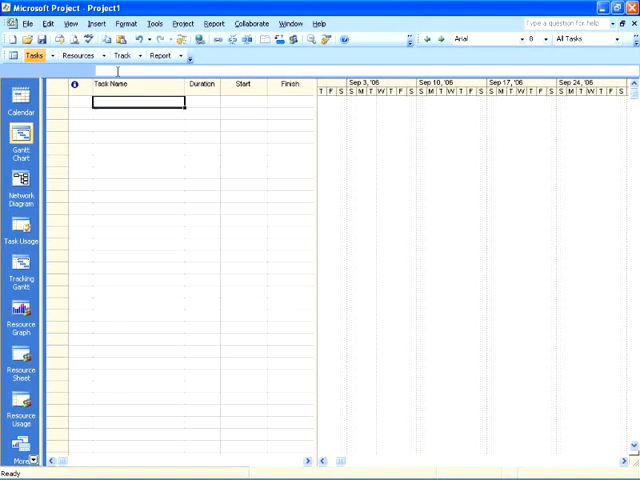 Microsoft Project - Project1
File Edit View Insert Format Tools Project Report Collaborate Window Help
Type a question for help
Arial 8 All Tasks
Tasks Resources Track Report
Task Name Duration Start Finish
Sep 3, '06 Sep 10, '06 Sep 17, '06 Sep 24, '06
T F S S M T W T F S S M T W T F S S M T W T F S S M T W T F S
Calendar
Gantt
Chart
Network
Diagram
Task Usage
Tracking
Gantt
Resource
Graph
Resource
Sheet
Resource
Usage
More
Ready